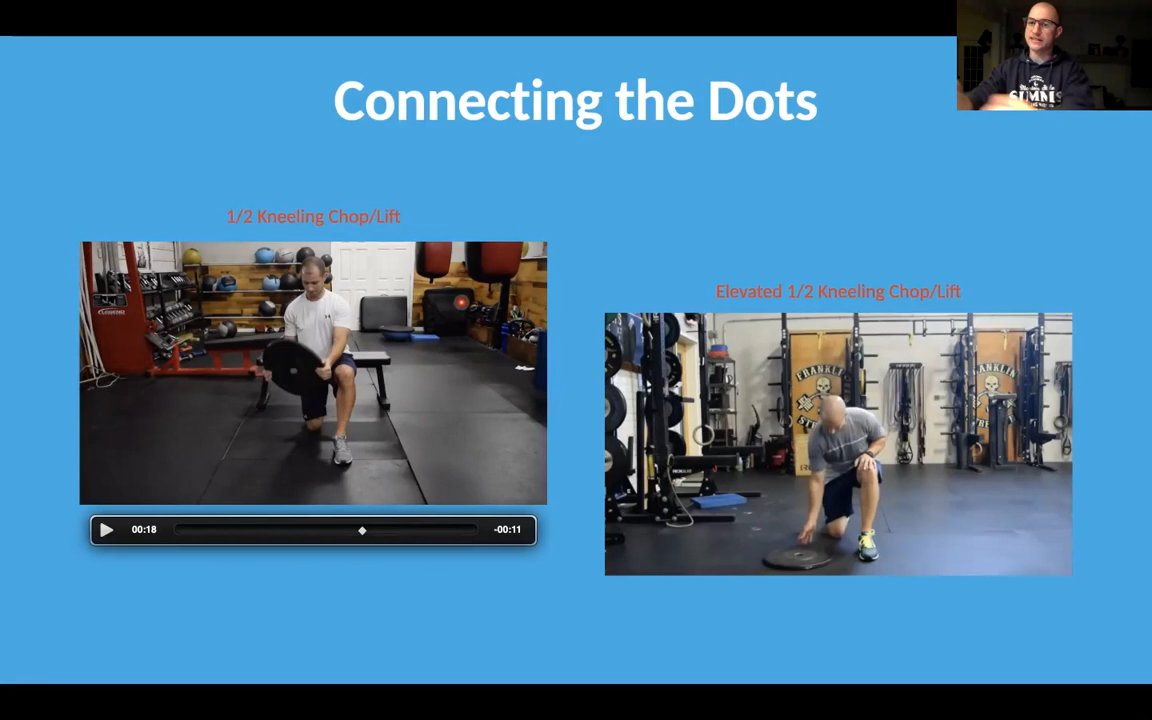 Connecting the Dots
1/2 Kneeling Chop/Lift
Elevated 1/2 Kneeling Chop/Lift
FRANKLIN
FRANKLIN
00:18
-00:11